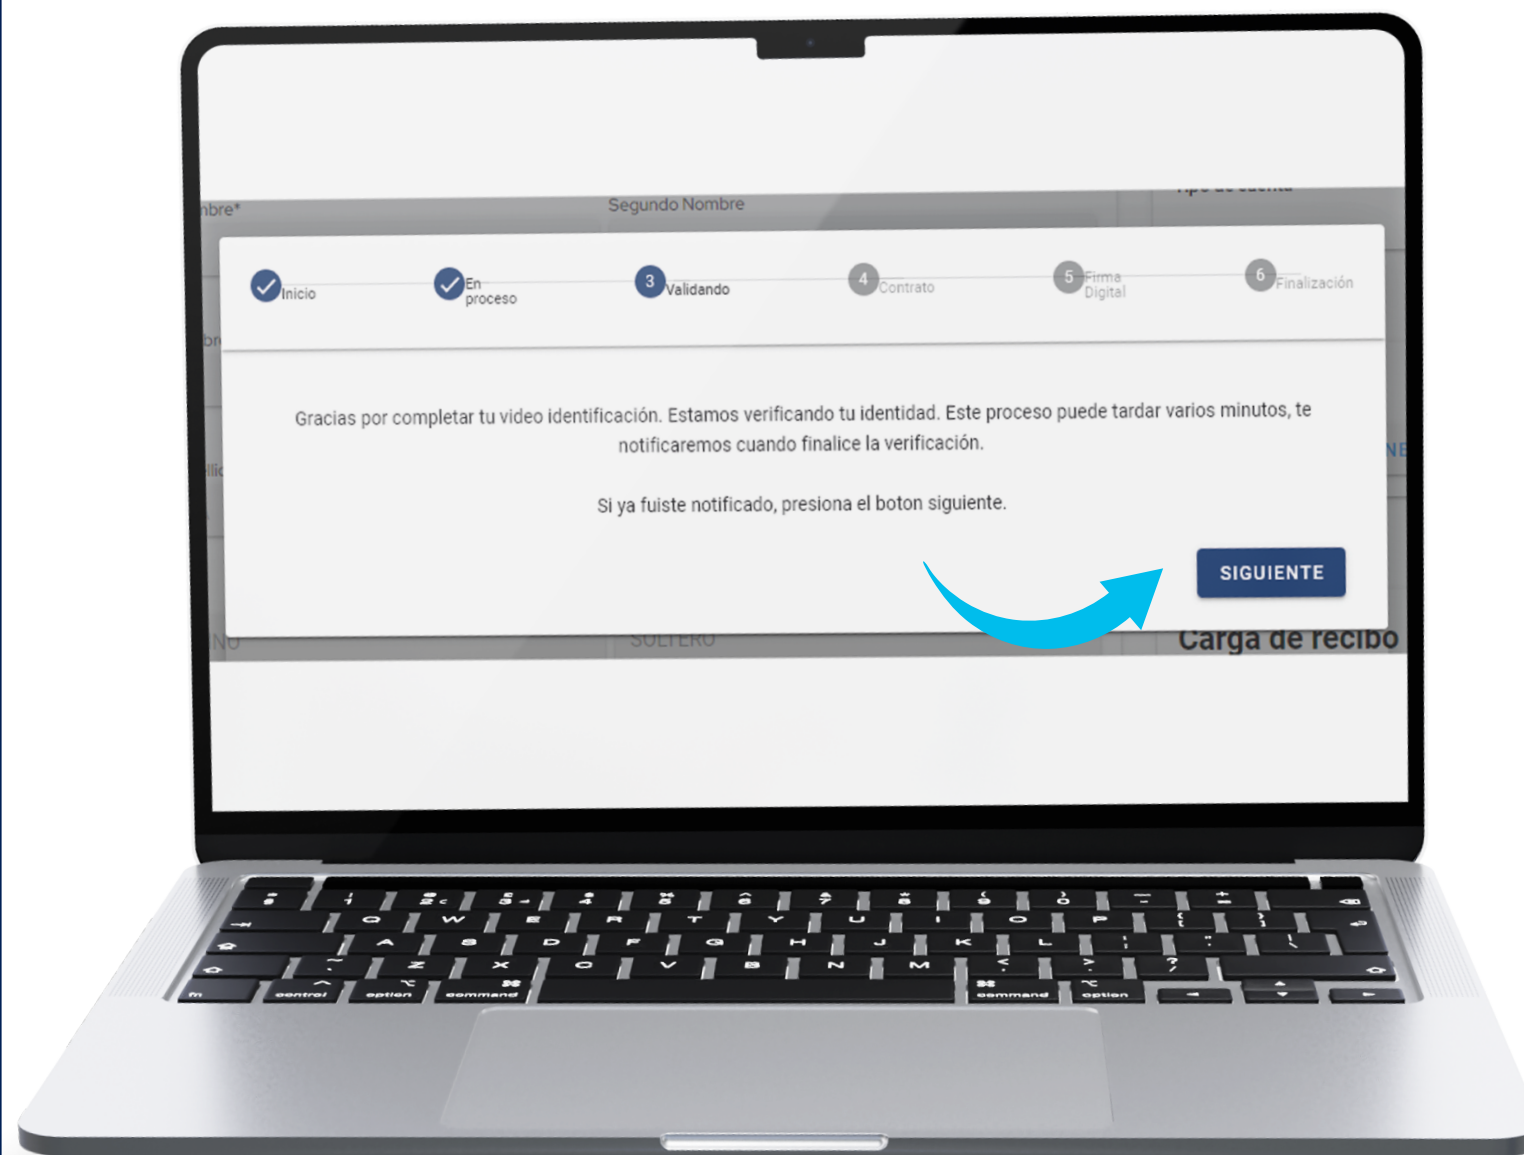 Segundo Nombre
Inicio
En
proceso
3
Validando
4
Contrato
5
Firma
Digital
6
Finalización
Gracias por completar tu video identificación. Estamos verificando tu identidad. Este proceso puede tardar varios minutos, te
notificaremos cuando finalice la verificación.
Si ya fuiste notificado, presiona el boton siguiente.
SIGUIENTE
SOLTERO
Carga de recibo
Q W E R T Y U I O P
A S D F G H J K L
Z X C V B N M
fn control option command command option